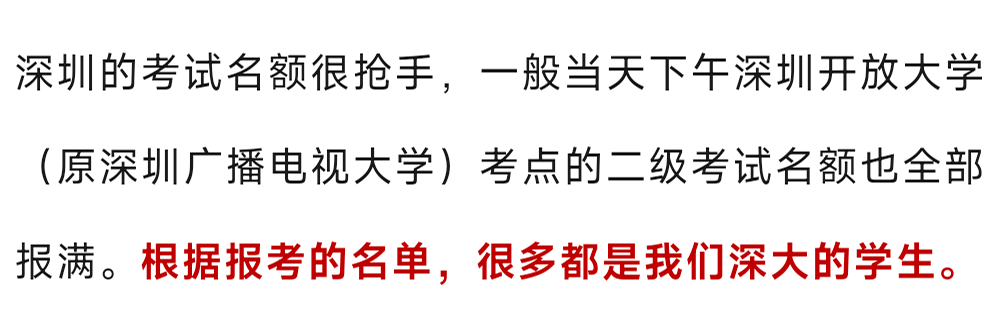 深圳的考试名额很抢手，一般当天下午深圳开放大学
（原深圳广播电视大学）考点的二级考试名额也全部
报满。根据报考的名单，很多都是我们深大的学生。